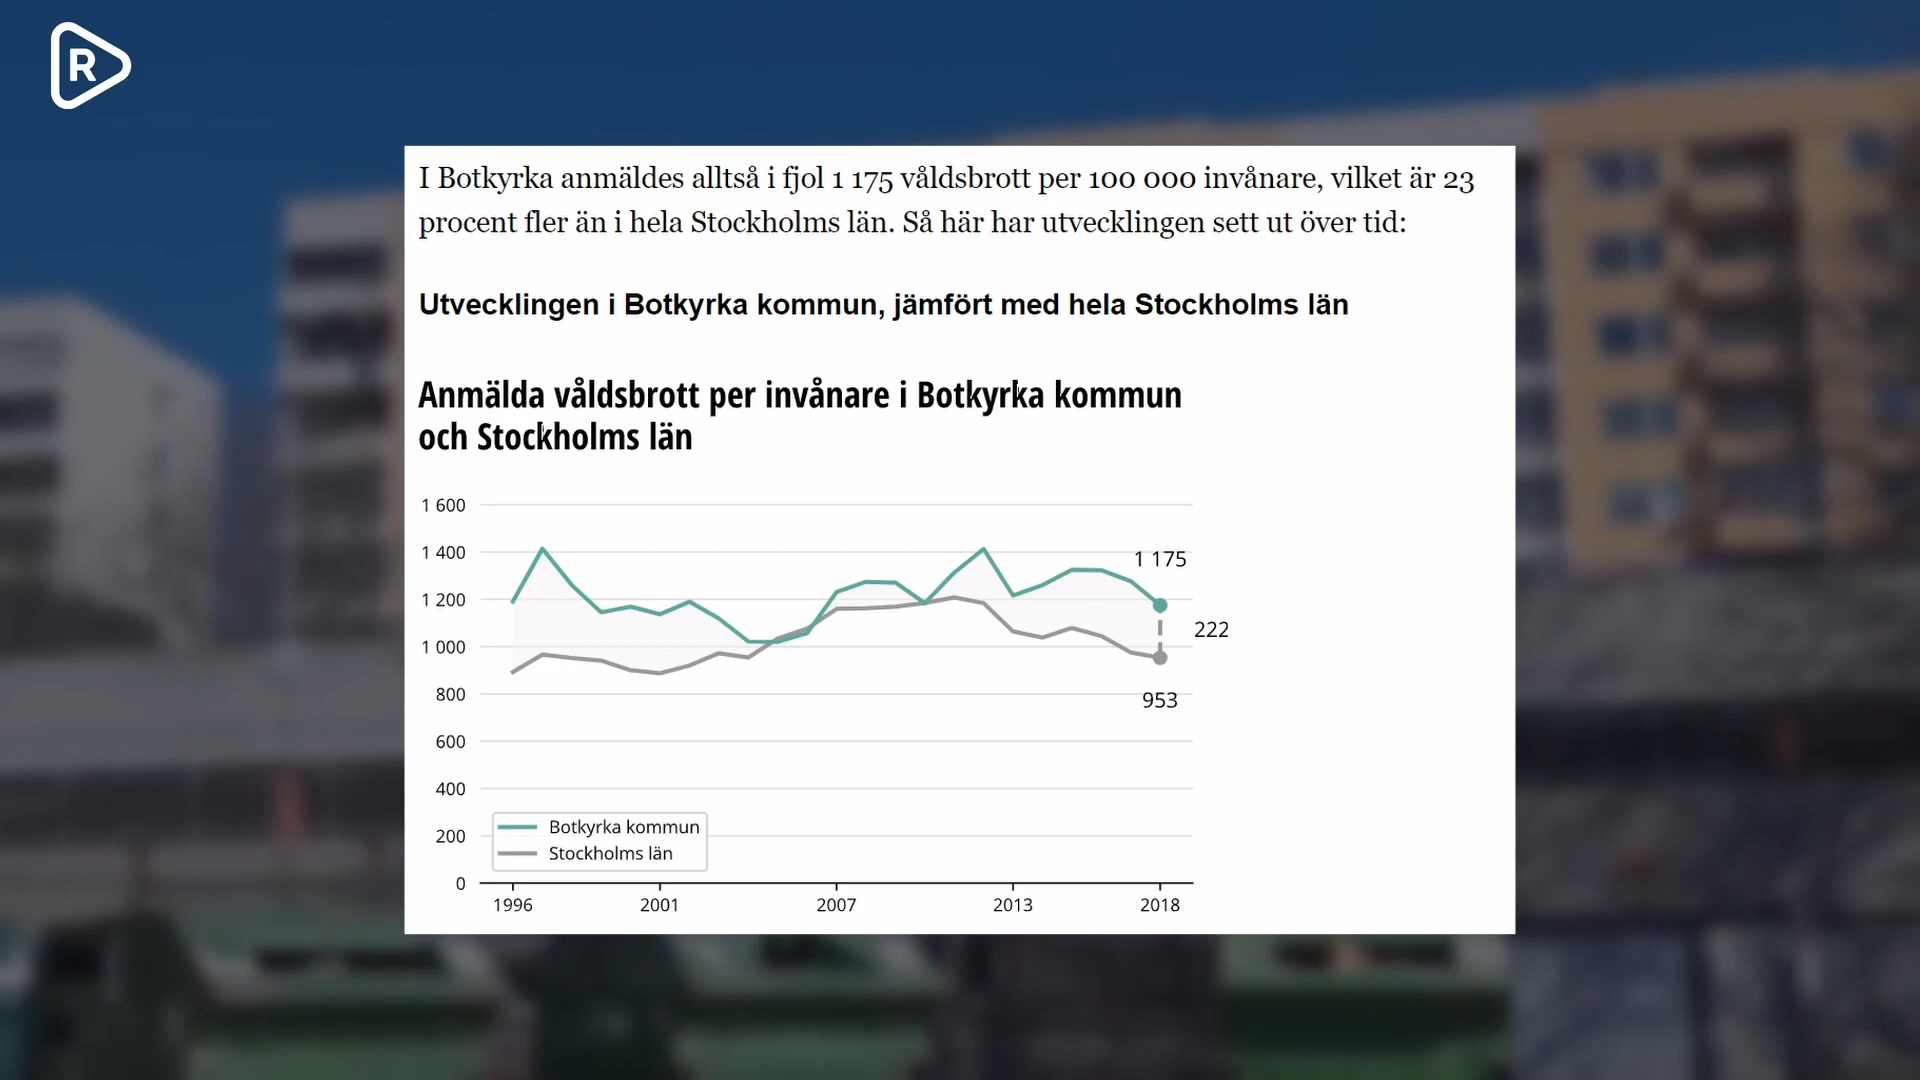 R
I Botkyrka anmäldes alltså i fjol 1 175 våldsbrott per 100 000 invånare, vilket är 23
procent fler än i hela Stockholms län. Så här har utvecklingen sett ut över tid:
Utvecklingen i Botkyrka kommun, jämfört med hela Stockholms län
Anmälda våldsbrott per invånare i Botkyrka kommun
och Stockholms län
1 600
1 400
1 200
1 000
800
600
400
200
0
1 175
222
953
Botkyrka kommun
Stockholms län
1996 2001 2007 2013 2018